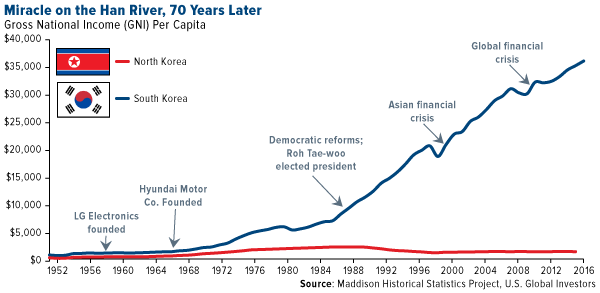 Miracle on the Han River, 70 Years Later
Gross National Income (GNI) Per Capita
$40,000
$35,000
$30,000
$25,000
$20,000
$15,000
$10,000
$5,000
$0
North Korea
South Korea
LG Electronics
founded
Hyundai Motor
Co. Founded
Democratic reforms;
Roh Tae-woo
elected president
Asian financial
crisis
Global financial
crisis
1952 1956 1960 1964 1968 1972 1976 1980 1984 1988 1992 1996 2000 2004 2008 2012 2016
Source: Maddison Historical Statistics Project, U.S. Global Investors